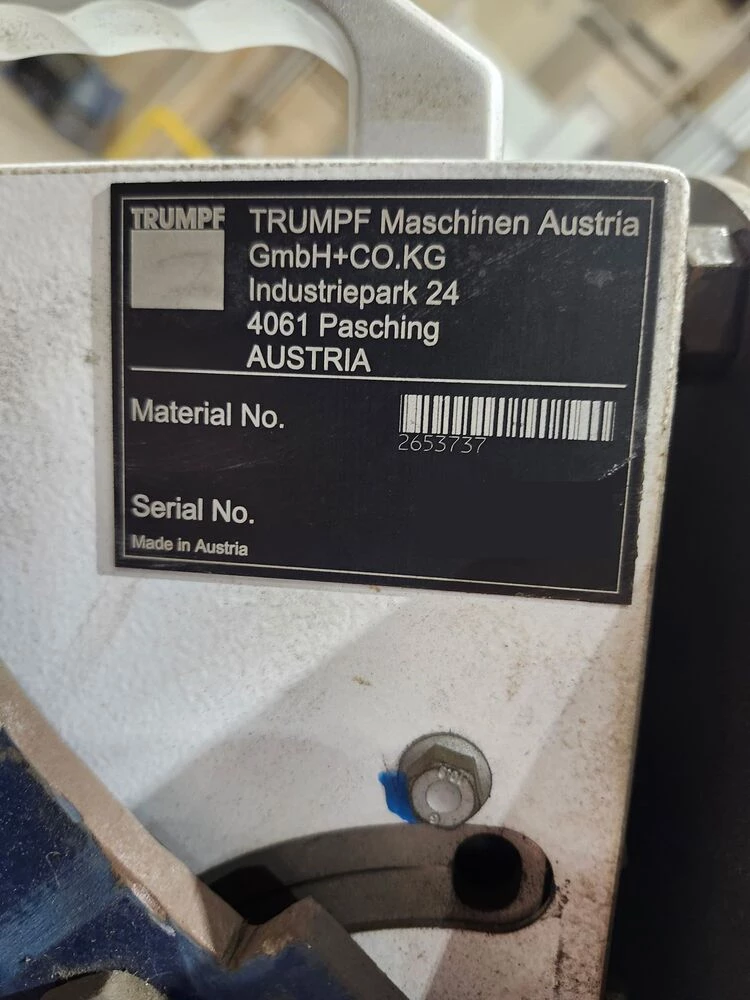 TRUMPF
TRUMPF Maschinen Austria
GmbH+CO.KG
Industriepark 24
4061 Pasching
AUSTRIA
Material No.
2653737
Serial No.
Made in Austria